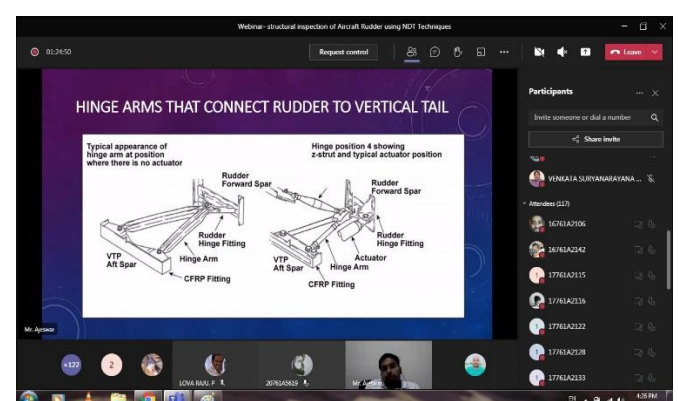 Webinar- structural inspection of Aircraft Rudder using NDT Techniques
01:24:50
Request control
Leave
HINGE ARMS THAT CONNECT RUDDER TO VERTICAL TAIL
Typical appearance of
hinge arm at position
where there is no actuator
Rudder
Forward Spar
Rudder
Hinge Fitting
Hinge Arm
VTP
Aft Spar
CFRP Fitting
Hinge position 4 showing
z-strut and typical actuator position
Rudder
Forward Spar
Rudder
Hinge Fitting
Actuator
Hinge Arm
VTP
Aft Spar
CFRP Fitting
Mr. Ajeswar
+122
2
LOVA RAJU. P
20761A5619
Participants
Invite someone or dial a number
Share invite
VENKATA SURYANARAYANA ...
Attendees (117)
16761A2106
16761A2142
17761A2115
17761A2116
17761A2122
17761A2128
17761A2133
4:26 PM